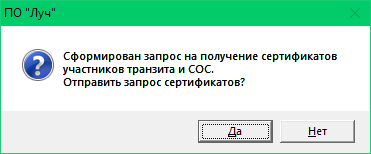 ПО "Луч"
Сформирован запрос на получение сертификатов
участников транзита и СОС.
Отправить запрос сертификатов?
Да
Нет